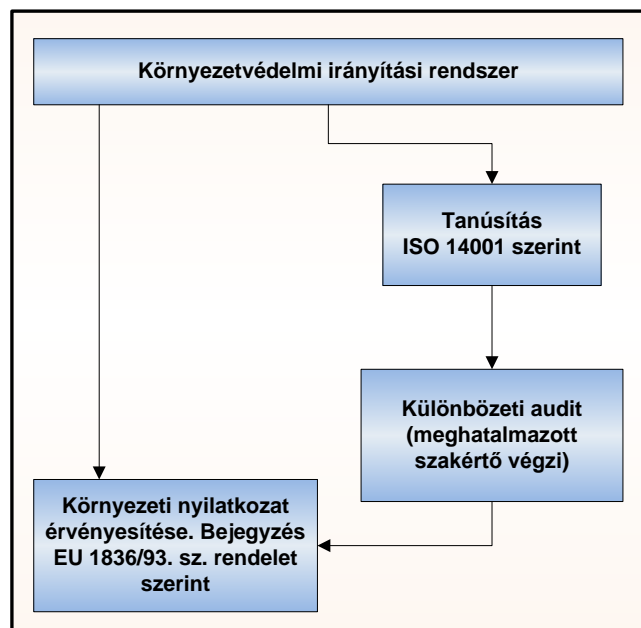 Környezetvédelmi irányítási rendszer
Tanúsítás
ISO 14001 szerint
Különbözeti audit
(meghatalmazott
szakértő végzi)
Környezeti nyilatkozat
érvényesítése. Bejegyzés
EU 1836/93. sz. rendelet
szerint